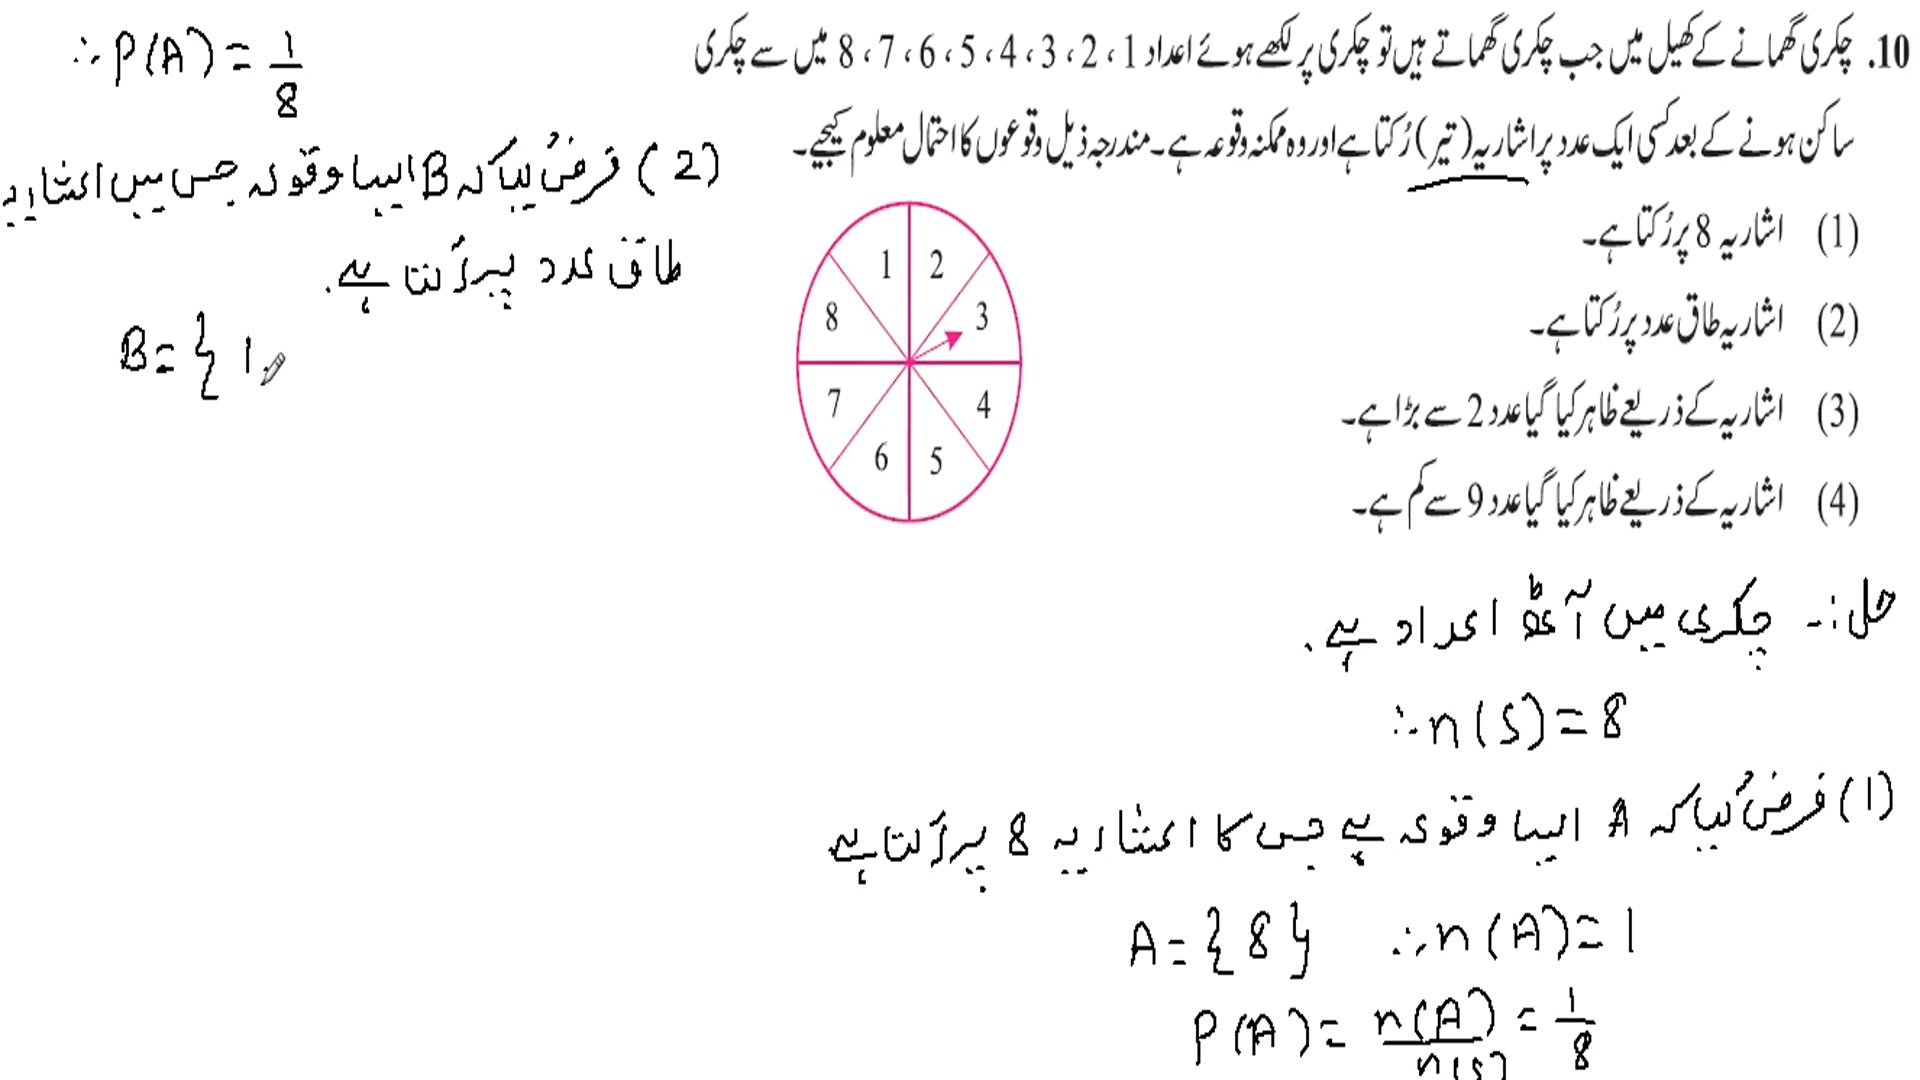 10. چکری گھمانے کے کھیل میں جب چکری گھماتے ہیں تو چکری پر لکھے ہوئے اعداد 1 ، 2 ، 3 ، 4 ، 5 ، 6 ، 7 ، 8 میں سے چکری
ساکن ہونے کے بعد کسی ایک عدد پر اشاریہ (تیر) رُکتا ہے اور وہ ممکنہ وقوعہ ہے۔ مندرجہ ذیل وقوعوں کا احتمال معلوم کیجیے۔
(1) اشاریہ 8 پر رُکتا ہے۔
(2) اشاریہ طاق عدد پر رُکتا ہے۔
(3) اشاریہ کے ذریعے ظاہر کیا گیا عدد 2 سے بڑا ہے۔
(4) اشاریہ کے ذریعے ظاہر کیا گیا عدد 9 سے کم ہے۔
1 2
8 3
7 4
6 5
حل :۔ چکری میں آٹھ اعداد ہے.
∴ n(S) = 8
(1) فرض کیا کہ A ایسا وقوعہ ہے جس کا اشاریہ 8 پر رُکتا ہے
A = {8} ∴ n(A) = 1
P(A) = n(A)/n(S) = 1/8
∴ P(A) = 1/8
(2) فرض کیا کہ B ایسا وقوعہ جس میں اشاریہ
طاق عدد پر رُکتا ہے.
B = { 1,